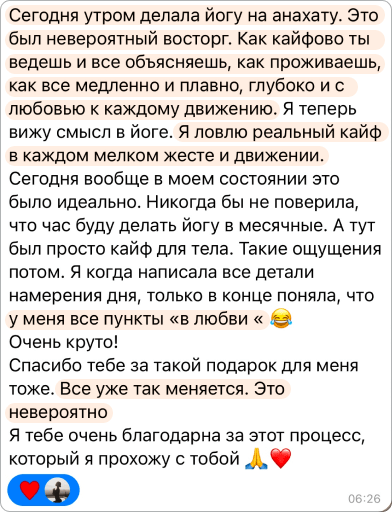 Сегодня утром делала йогу на анахату. Это
был невероятный восторг. Как кайфово ты
ведешь и все объясняешь, как проживаешь,
как все медленно и плавно, глубоко и с
любовью к каждому движению. Я теперь
вижу смысл в йоге. Я ловлю реальный кайф
в каждом мелком жесте и движении.
Сегодня вообще в моем состоянии это
было идеально. Никогда бы не поверила,
что час буду делать йогу в месячные. А тут
был просто кайф для тела. Такие ощущения
потом. Я когда написала все детали
намерения дня, только в конце поняла, что
у меня все пункты «в любви « 😂
Очень круто!
Спасибо тебе за такой подарок для меня
тоже. Все уже так меняется. Это
невероятно
Я тебе очень благодарна за этот процесс,
который я прохожу с тобой 🙏❤️
❤️
06:26